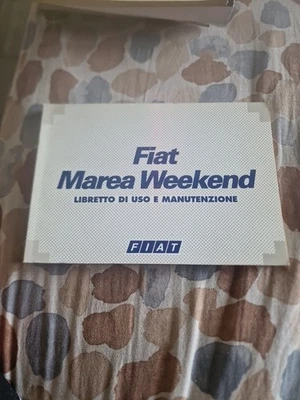 Fiat
Marea Weekend
LIBRETTO DI USO E MANUTENZIONE
FIAT